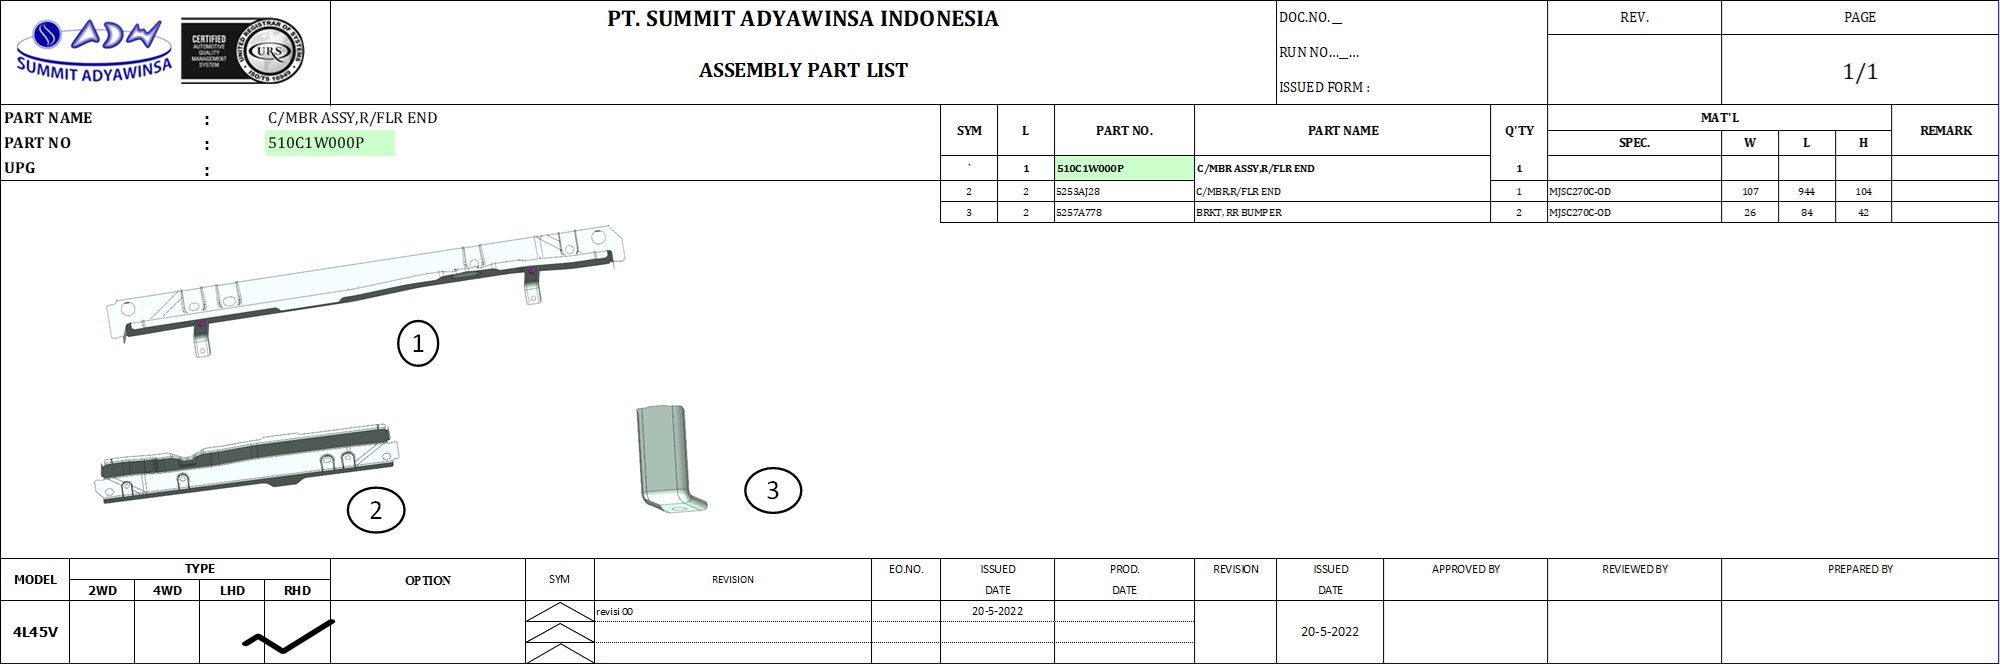 ADW
SUMMIT ADYAWINSA
CERTIFIED
AUTOMOTIVE
QUALITY
MANAGEMENT
SYSTEM
UNITED REGISTRAR OF SYSTEMS
URS
ISO/TS 16949
PT. SUMMIT ADYAWINSA INDONESIA
ASSEMBLY PART LIST
DOC.NO. _
RUN NO..._...
ISSUED FORM :
REV.
PAGE
1/1
PART NAME : C/MBR ASSY,R/FLR END
PART NO : 510C1W000P
UPG :
SYM L PART NO. PART NAME Q'TY MAT'L REMARK
SPEC. W L H
` 1 510C1W000P C/MBR ASSY,R/FLR END 1
2 2 5253AJ28 C/MBR,R/FLR END 1 MJSC270C-OD 107 944 104
3 2 5257A778 BRKT, RR BUMPER 2 MJSC270C-OD 26 84 42
1
2
3
MODEL TYPE OPTION SYM REVISION EO.NO. ISSUED DATE PROD. DATE REVISION ISSUED DATE APPROVED BY REVIEWED BY PREPARED BY
2WD 4WD LHD RHD
revisi 00 20-5-2022
4L45V 20-5-2022